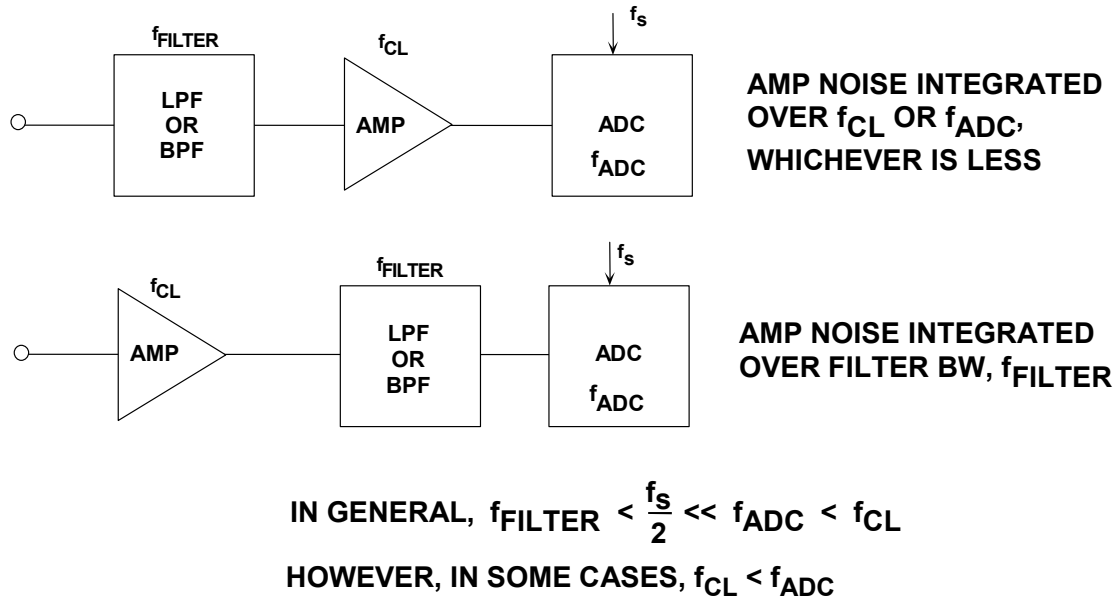 fs
fFILTER
fCL
LPF
OR
BPF
AMP
ADC
fADC
AMP NOISE INTEGRATED
OVER fCL OR fADC,
WHICHEVER IS LESS
fs
fFILTER
fCL
AMP
LPF
OR
BPF
ADC
fADC
AMP NOISE INTEGRATED
OVER FILTER BW, fFILTER
IN GENERAL, fFILTER < fs/2 << fADC < fCL
HOWEVER, IN SOME CASES, fCL < fADC